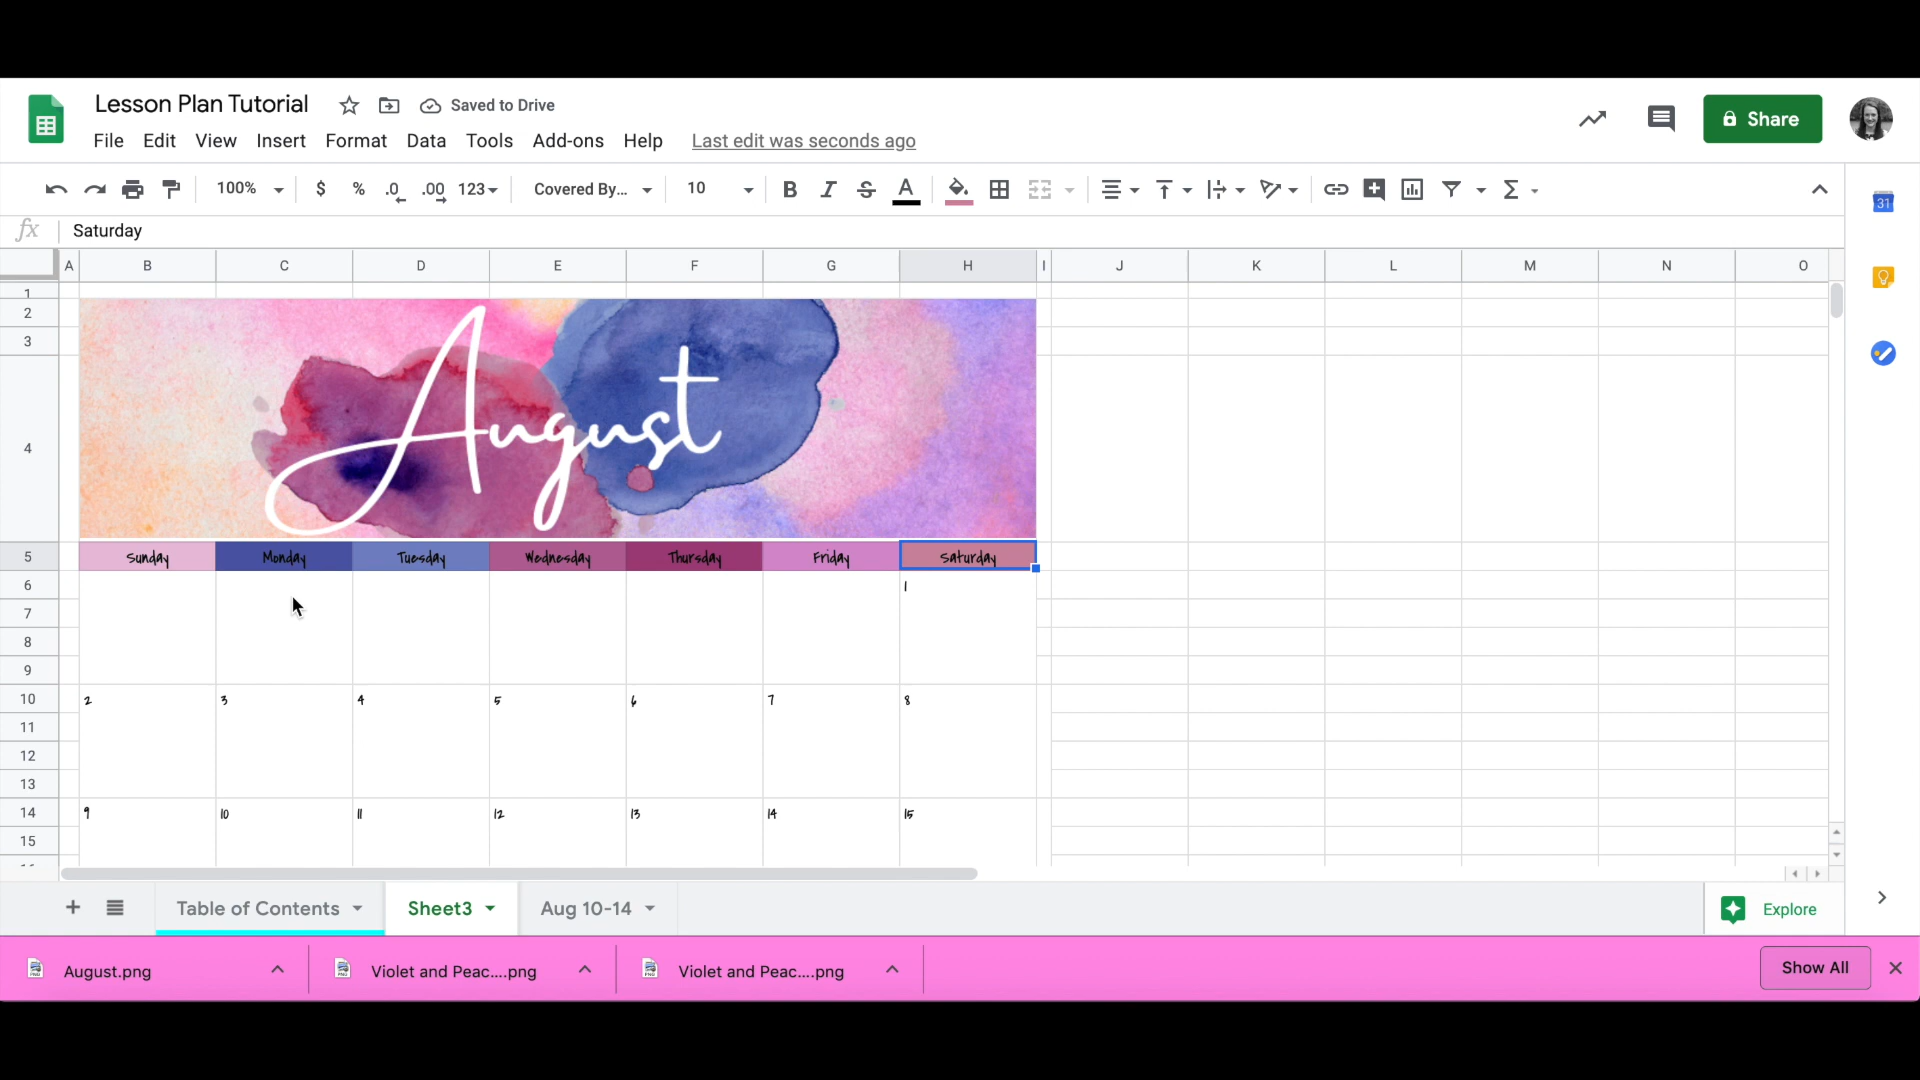 Lesson Plan Tutorial Saved to Drive
File Edit View Insert Format Data Tools Add-ons Help Last edit was seconds ago
Share
100% $ % .0 .00 123 Covered By... 10 B I S A
fx Saturday
A B C D E F G H I J K L M N O
31
1
2
3
4
August
5 Sunday Monday Tuesday Wednesday Thursday Friday Saturday
6 1
7
8
9
10 2 3 4 5 6 7 8
11
12
13
14 9 10 11 12 13 14 15
15
Table of Contents Sheet3 Aug 10-14 Explore
August.png Violet and Peac....png Violet and Peac....png Show All